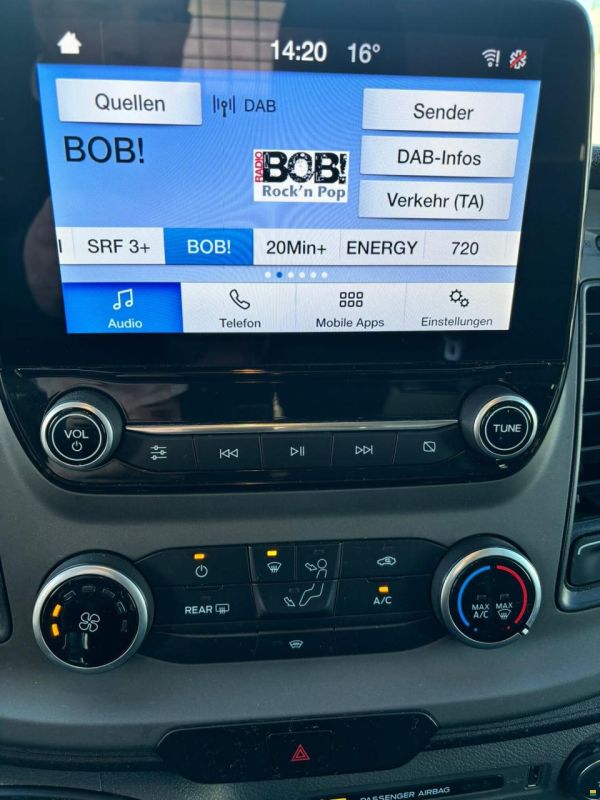 14:20 16°
Quellen DAB Sender
BOB!
RADIO BOB!
Rock'n Pop
DAB-Infos
Verkehr (TA)
SRF 3+ BOB! 20Min+ ENERGY 720
Audio Telefon Mobile Apps Einstellungen
VOL TUNE
REAR A/C
MAX A/C MAX
PASSENGER AIRBAG